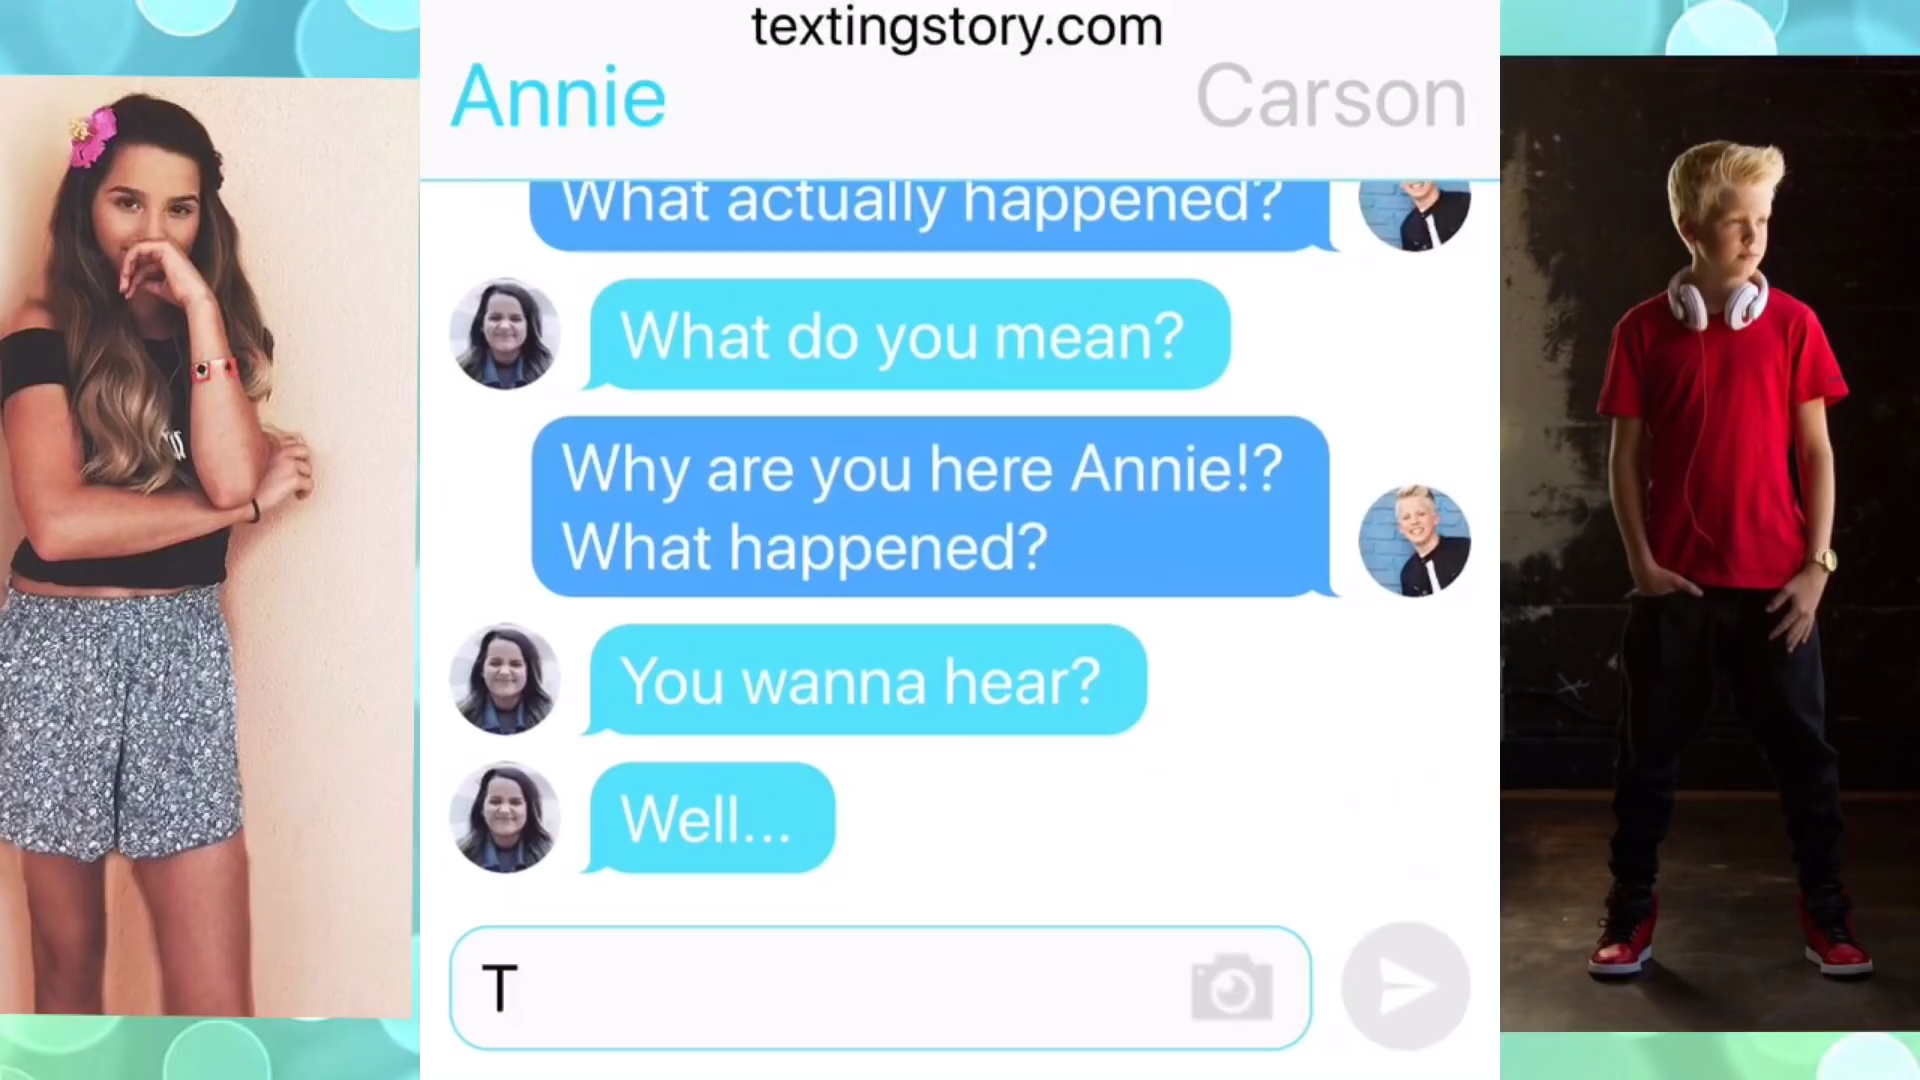 textingstory.com
Annie
Carson
What actually happened?
What do you mean?
Why are you here Annie!?
What happened?
You wanna hear?
Well...
T